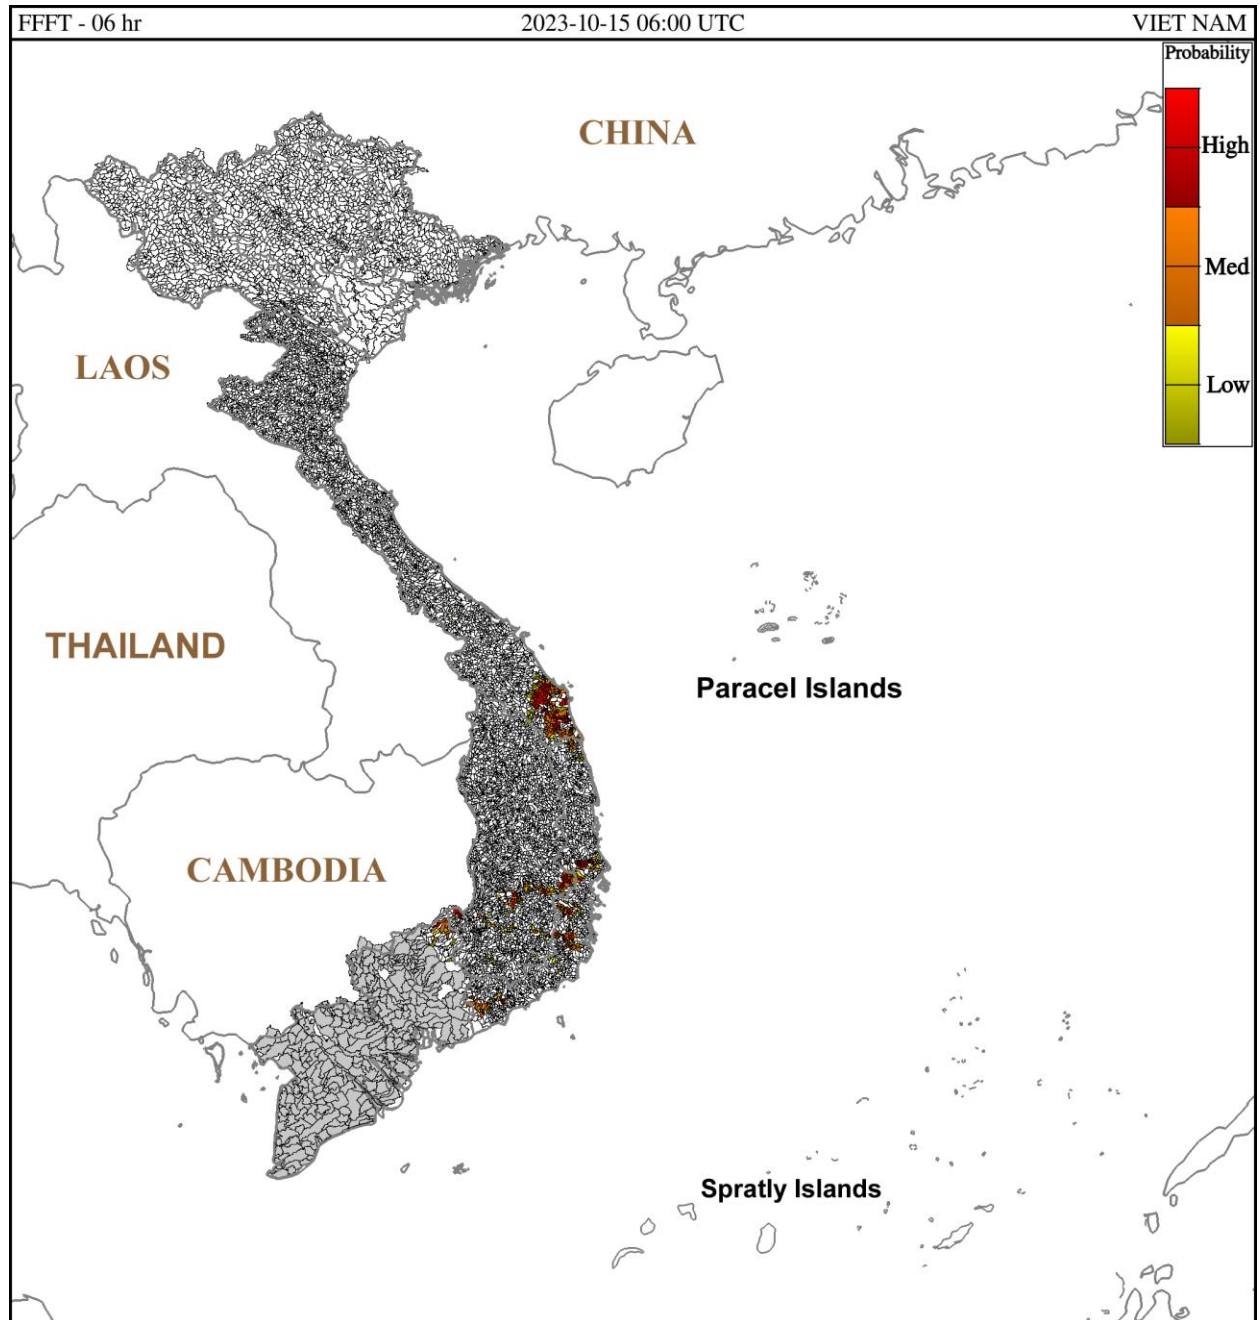 FFFT - 06 hr 2023-10-15 06:00 UTC VIET NAM
Probability
CHINA
High
Med
LAOS
Low
THAILAND
Paracel Islands
CAMBODIA
Spratly Islands